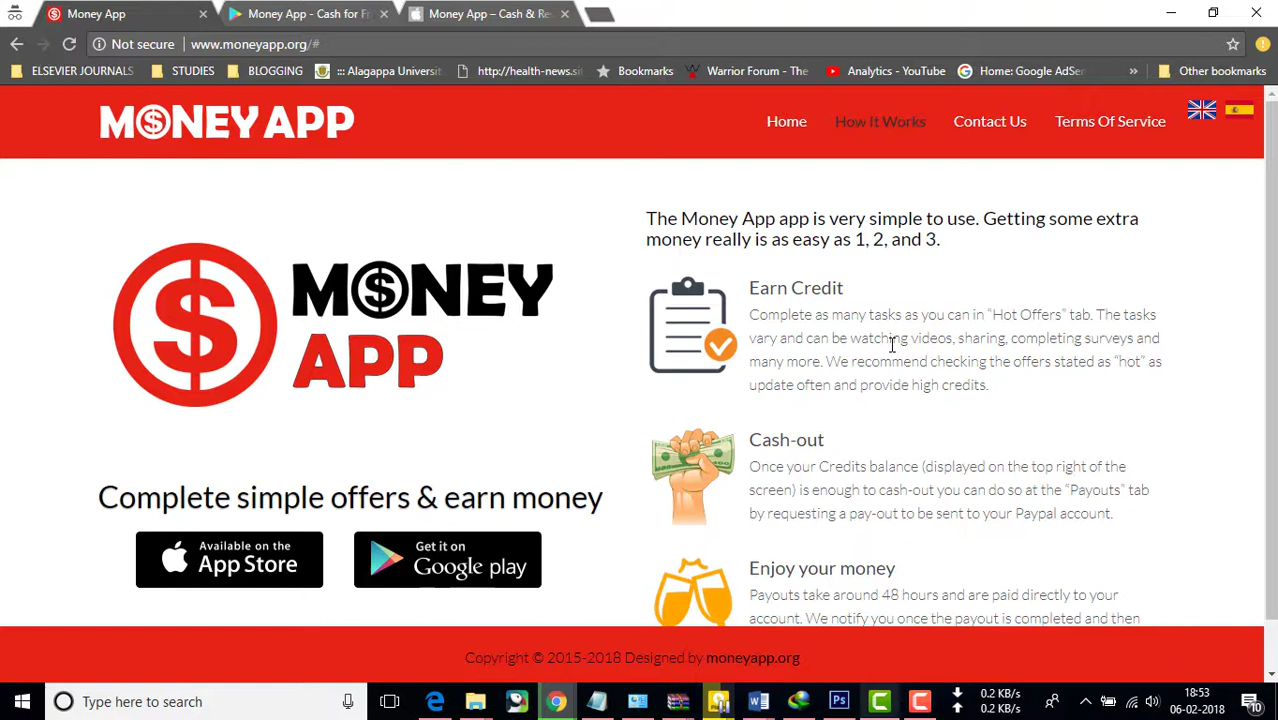 Money App
Money App - Cash for Fr
Money App – Cash & Re
Not secure
www.moneyapp.org/#
ELSEVIER JOURNALS
STUDIES
BLOGGING
::: Alagappa Universi
http://health-news.si
Bookmarks
Warrior Forum - The
Analytics - YouTube
Home: Google AdSen
»
Other bookmarks
MONEY APP
Home
How It Works
Contact Us
Terms Of Service
The Money App app is very simple to use. Getting some extra
money really is as easy as 1, 2, and 3.
MONEY
APP
Earn Credit
Complete as many tasks as you can in “Hot Offers” tab. The tasks
vary and can be watching videos, sharing, completing surveys and
many more. We recommend checking the offers stated as “hot” as
update often and provide high credits.
Cash-out
Once your Credits balance (displayed on the top right of the
screen) is enough to cash-out you can do so at the “Payouts” tab
by requesting a pay-out to be sent to your Paypal account.
Complete simple offers & earn money
Available on the
App Store
Get it on
Google play
Enjoy your money
Payouts take around 48 hours and are paid directly to your
account. We notify you once the payout is completed and then
Copyright © 2015-2018 Designed by moneyapp.org
Type here to search
0.2 KB/s
0.2 KB/s
18:53
06-02-2018
10